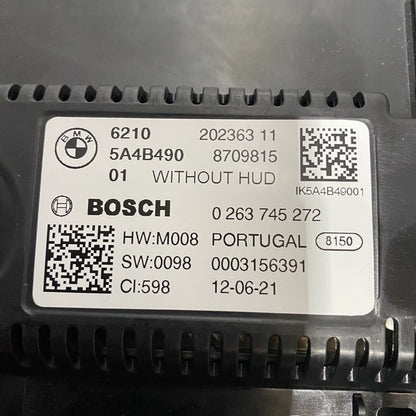 BMW
6210 202363 11
5A4B490 8709815
01 WITHOUT HUD
IK5A4B49001
BOSCH 0 263 745 272
HW:M008 PORTUGAL 8150
SW:0098 0003156391
CI:598 12-06-21